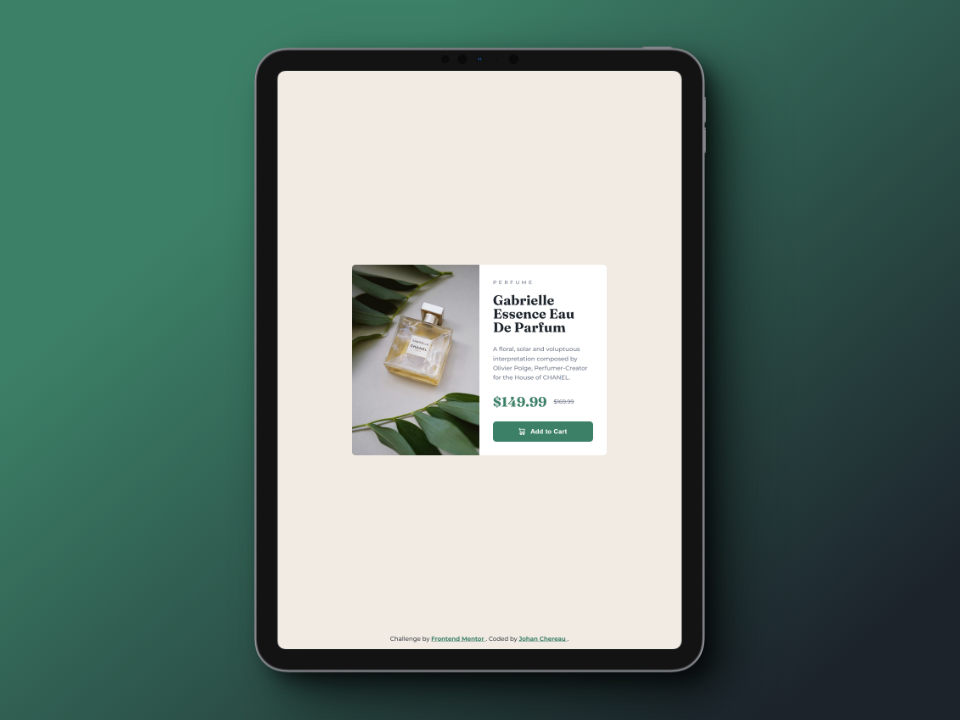 PERFUME
Gabrielle
Essence Eau
De Parfum
A floral, solar and voluptuous
interpretation composed by
Olivier Polge, Perfumer-Creator
for the House of CHANEL.
$149.99 $169.99
Add to Cart
CHANEL
Challenge by Frontend Mentor . Coded by Johan Chereau .